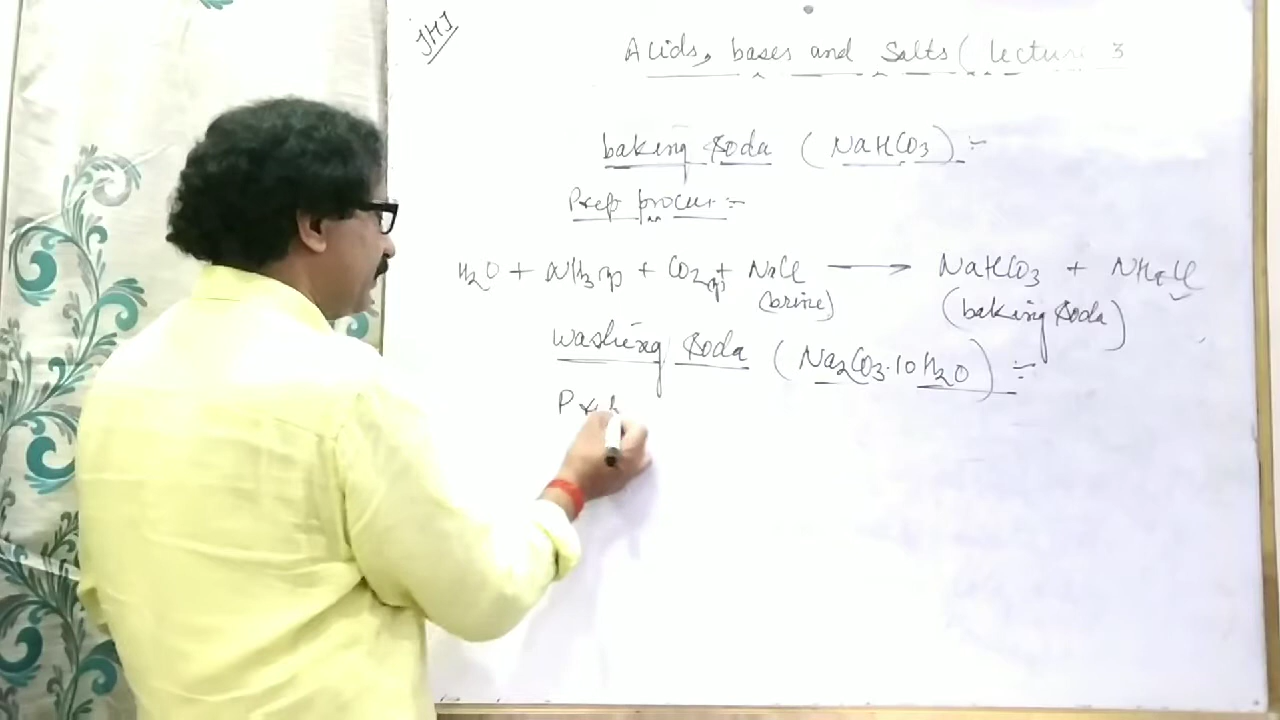 JHJ
Acids, bases and Salts (Lecture 3
baking soda (NaHCO3) :-
Prep process :-
H2O + NH3(g) + CO2(g) + NaCl ⟶ NaHCO3 + NH4Cl
(brine) (baking soda)
Washing soda (Na2CO3·10H2O) :-
Prep